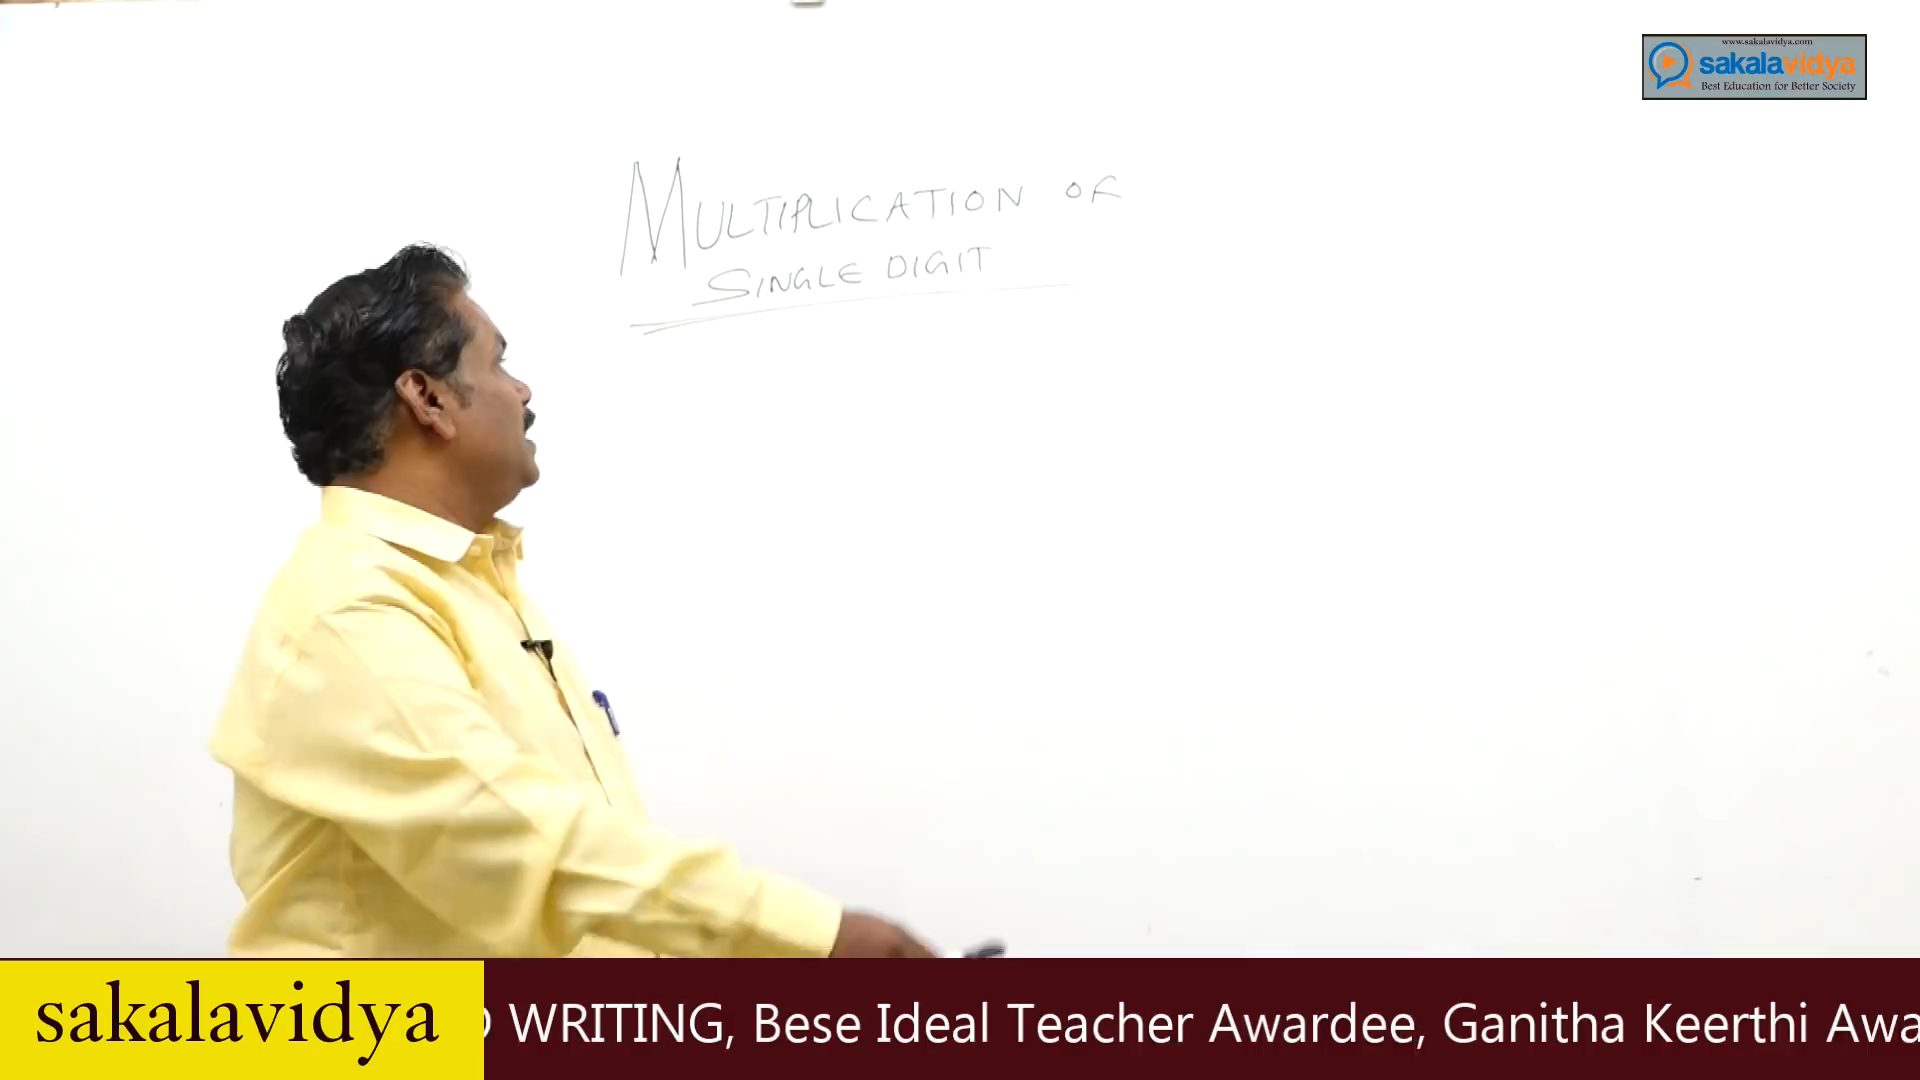 www.sakalavidya.com
sakalavidya
Best Education for Better Society
MULTIPLICATION OF
SINGLE DIGIT
sakalavidya
WRITING, Bese Ideal Teacher Awardee, Ganitha Keerthi Awa